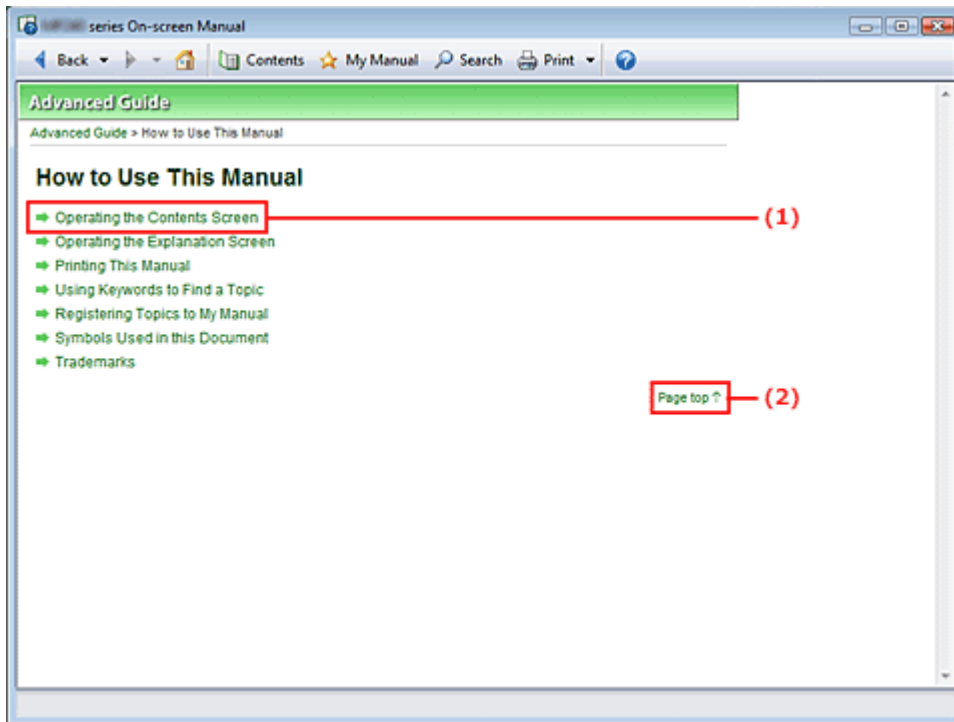 series On-screen Manual
Back Contents My Manual Search Print
Advanced Guide
Advanced Guide > How to Use This Manual
How to Use This Manual
Operating the Contents Screen (1)
Operating the Explanation Screen
Printing This Manual
Using Keywords to Find a Topic
Registering Topics to My Manual
Symbols Used in this Document
Trademarks
Page top ↑ (2)